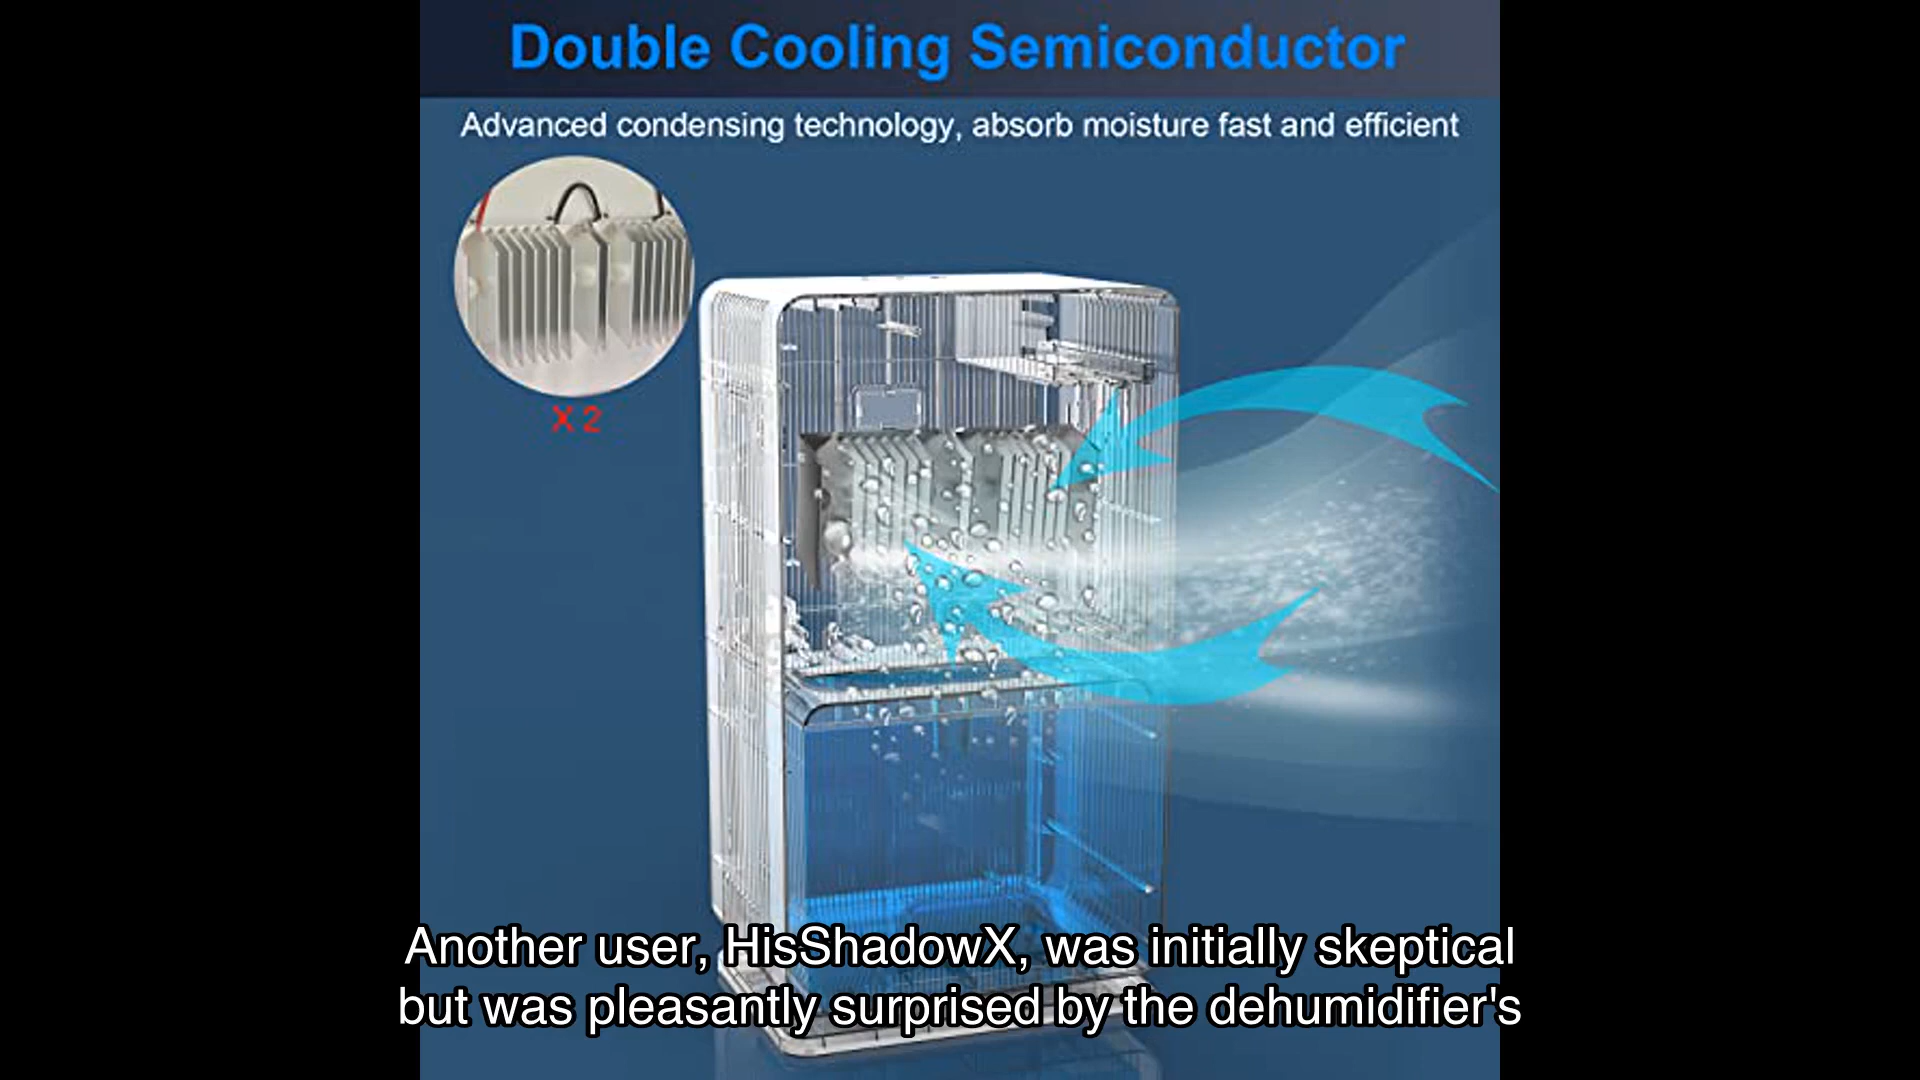 Double Cooling Semiconductor
Advanced condensing technology, absorb moisture fast and efficient
X 2
Another user, HisShadowX, was initially skeptical
but was pleasantly surprised by the dehumidifier's